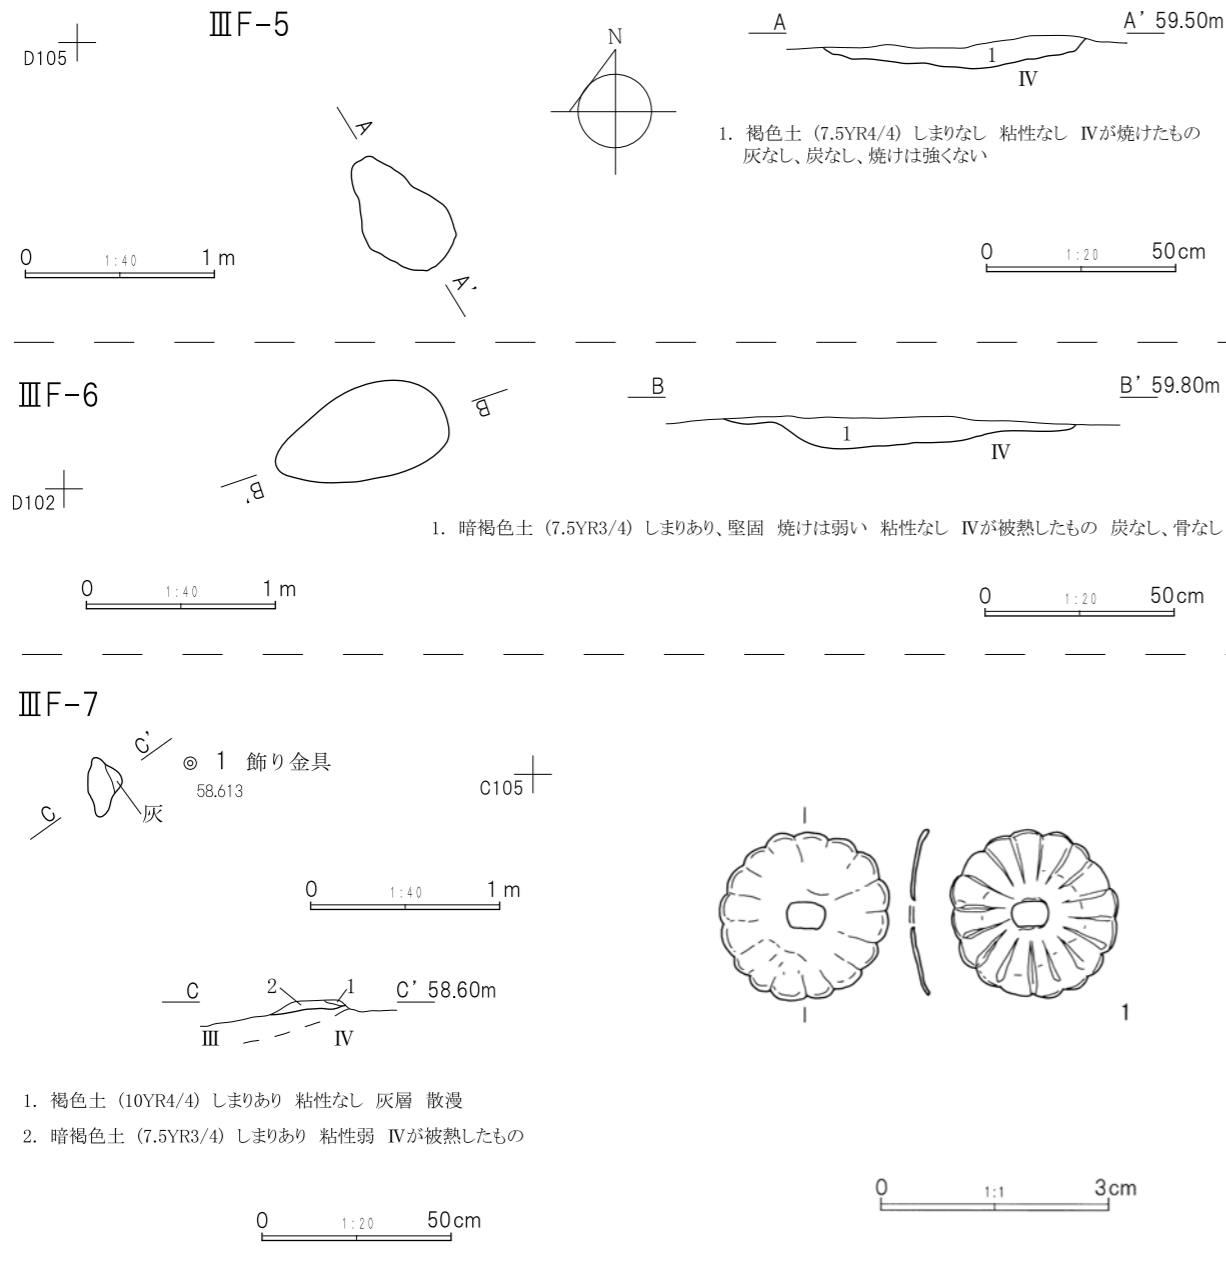 ⅢF-5
D105
N
A
A'
A
A' 59.50m
1
Ⅳ
1. 褐色土 (7.5YR4/4) しまりなし 粘性なし Ⅳが焼けたもの
灰なし、炭なし、焼けは強くない
0 1:40 1m
0 1:20 50cm
ⅢF-6
D102
B
B'
B
B' 59.80m
1
Ⅳ
1. 暗褐色土 (7.5YR3/4) しまりあり、堅固 焼けは弱い 粘性なし Ⅳが被熱したもの 炭なし、骨なし
0 1:40 1m
0 1:20 50cm
ⅢF-7
C'
◎ 1 飾り金具
58.613
C
灰
C105
0 1:40 1m
C
2
1
C' 58.60m
Ⅲ
Ⅳ
1. 褐色土 (10YR4/4) しまりあり 粘性なし 灰層 散漫
2. 暗褐色土 (7.5YR3/4) しまりあり 粘性弱 Ⅳが被熱したもの
0 1:20 50cm
1
0 1:1 3cm